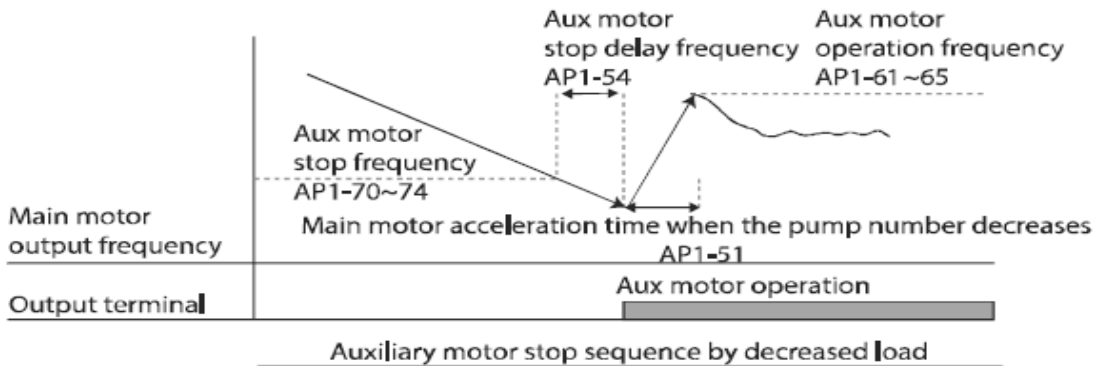 Aux motor
stop delay frequency
AP1-54
Aux motor
operation frequency
AP1-61~65
Aux motor
stop frequency
AP1-70~74
Main motor
output frequency
Main motor acceleration time when the pump number decreases
AP1-51
Output terminal
Aux motor operation
Auxiliary motor stop sequence by decreased load